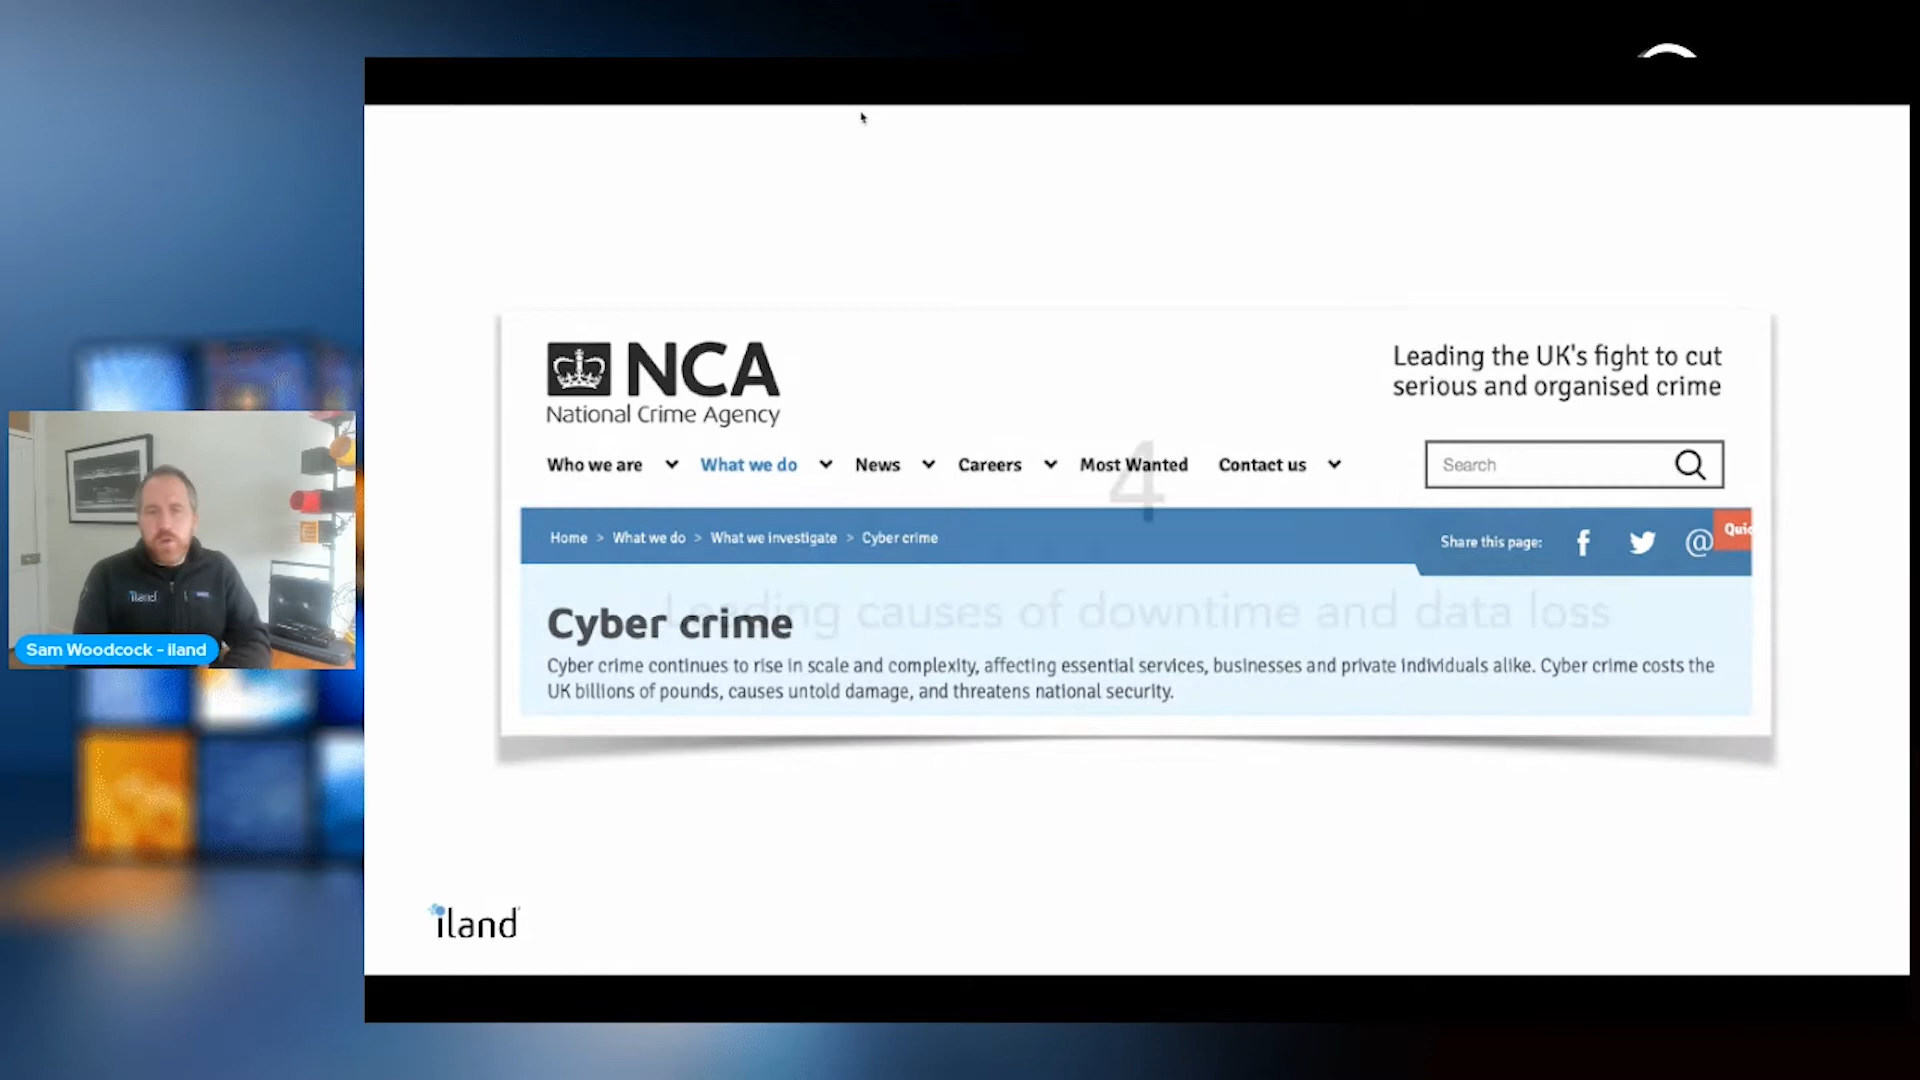 NCA
National Crime Agency
Leading the UK's fight to cut
serious and organised crime
Who we are
What we do
News
Careers
Most Wanted
Contact us
Search
4
Home > What we do > What we investigate > Cyber crime
Share this page:
Quic
Leading causes of downtime and data loss
Cyber crime
Cyber crime continues to rise in scale and complexity, affecting essential services, businesses and private individuals alike. Cyber crime costs the
UK billions of pounds, causes untold damage, and threatens national security.
iland
Sam Woodcock - iland
iland